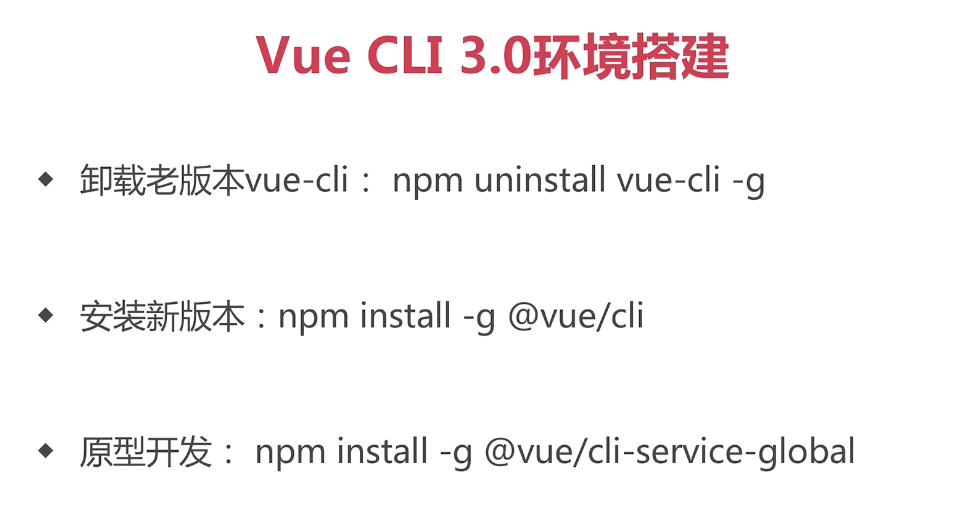 Vue CLI 3.0环境搭建
◆ 卸载老版本vue-cli： npm uninstall vue-cli -g
◆ 安装新版本：npm install -g @vue/cli
◆ 原型开发： npm install -g @vue/cli-service-global